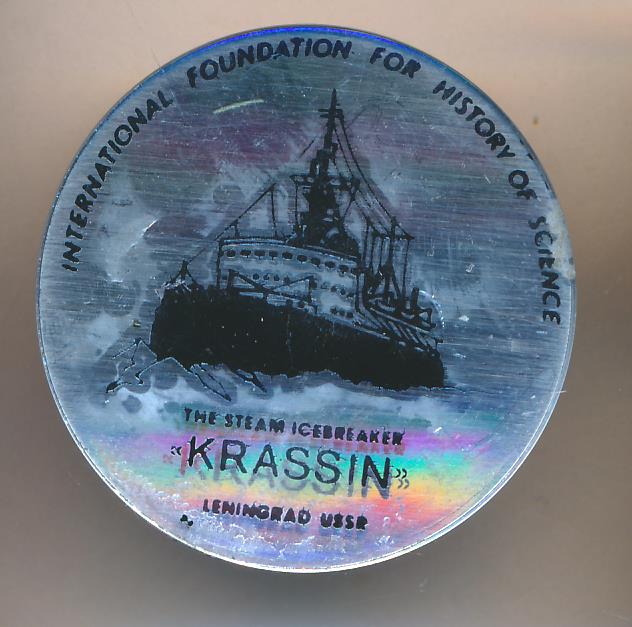 INTERNATIONAL FOUNDATION FOR HISTORY OF SCIENCE
THE STEAM ICEBREAKER
«KRASSIN»
LENINGRAD USSR